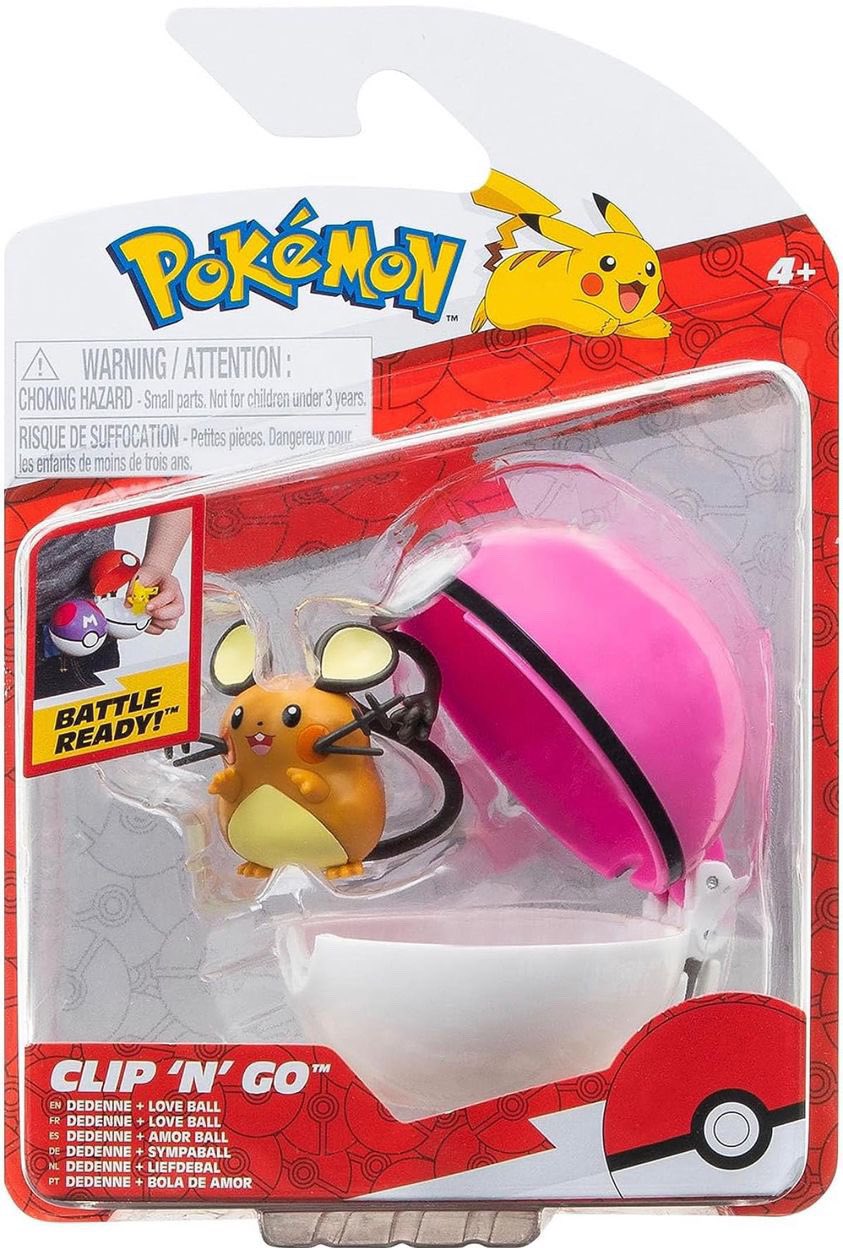 POKéMON™
4+
WARNING / ATTENTION :
CHOKING HAZARD - Small parts. Not for children under 3 years.
RISQUE DE SUFFOCATION - Petites pièces. Dangereux pour
les enfants de moins de trois ans.
M
BATTLE
READY!™
CLIP 'N' GO™
EN DEDENNE + LOVE BALL
FR DEDENNE + LOVE BALL
ES DEDENNE + AMOR BALL
DE DEDENNE + SYMPABALL
NL DEDENNE + LIEFDEBAL
PT DEDENNE + BOLA DE AMOR